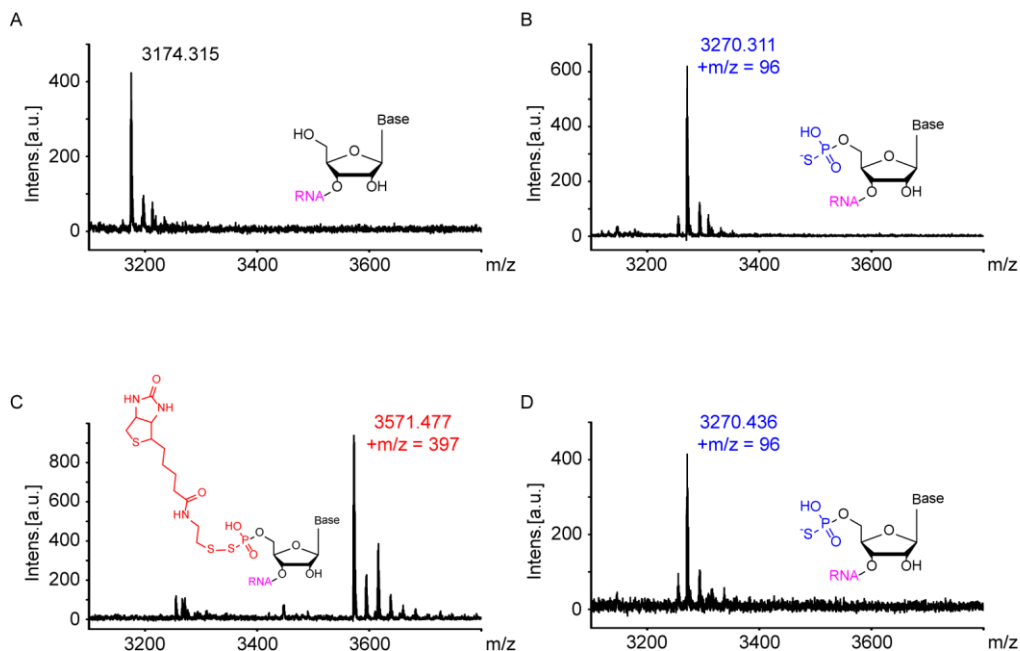 A
3174.315
Intens.[a.u.]
400
200
0
3200
3400
3600
m/z
HO
O
Base
O
OH
RNA
B
3270.311
+m/z = 96
Intens.[a.u.]
600
400
200
0
3200
3400
3600
m/z
HO
P
O
-S
O
O
Base
O
OH
RNA
C
3571.477
+m/z = 397
Intens.[a.u.]
800
600
400
200
0
3200
3400
3600
m/z
O
HN
NH
S
O
HN
S
S
HO
P
O
O
O
Base
O
OH
RNA
D
3270.436
+m/z = 96
Intens.[a.u.]
400
200
0
3200
3400
3600
m/z
HO
P
O
-S
O
O
Base
O
OH
RNA